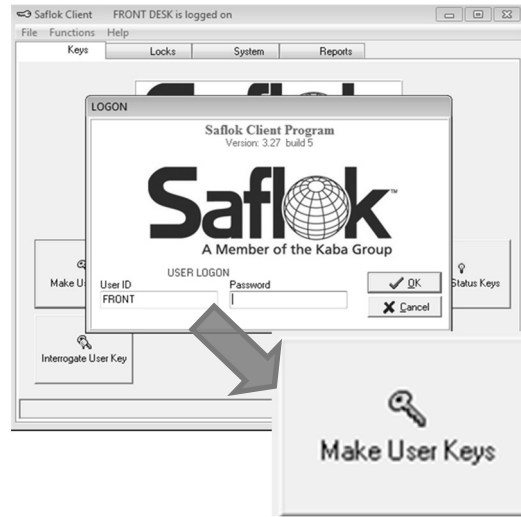 Saflok Client FRONT DESK is logged on
File Functions Help
Keys Locks System Reports
LOGON
Saflok Client Program
Version: 3.27 build 5
Saflok™
A Member of the Kaba Group
USER LOGON
User ID Password
FRONT
OK
Cancel
Make U
Status Keys
Interrogate User Key
Make User Keys